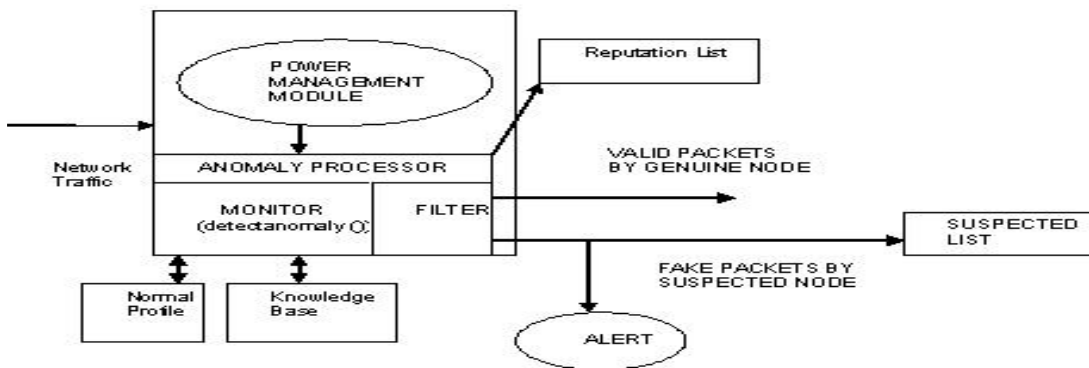 POWER
MANAGEMENT
MODULE
Reputation List
Network
Traffic
ANOMALY PROCESSOR
VALID PACKETS
BY GENUINE NODE
MONITOR
(detectanomaly ())
FILTER
SUSPECTED
LIST
FAKE PACKETS BY
SUSPECTED NODE
Normal
Profile
Knowledge
Base
ALERT